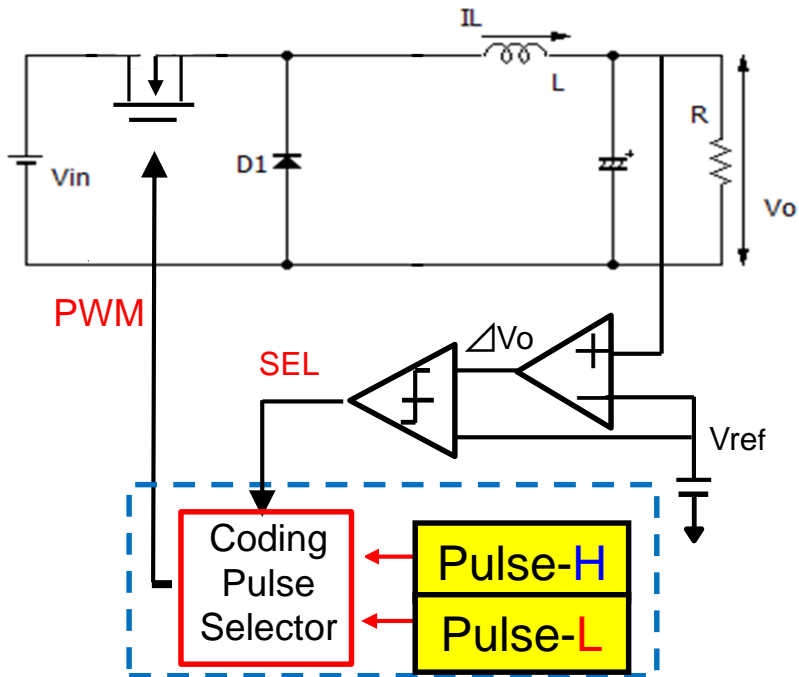 IL
L
R
D1
Vin
Vo
PWM
⊿Vo
SEL
Vref
Coding
Pulse
Selector
Pulse-H
Pulse-L